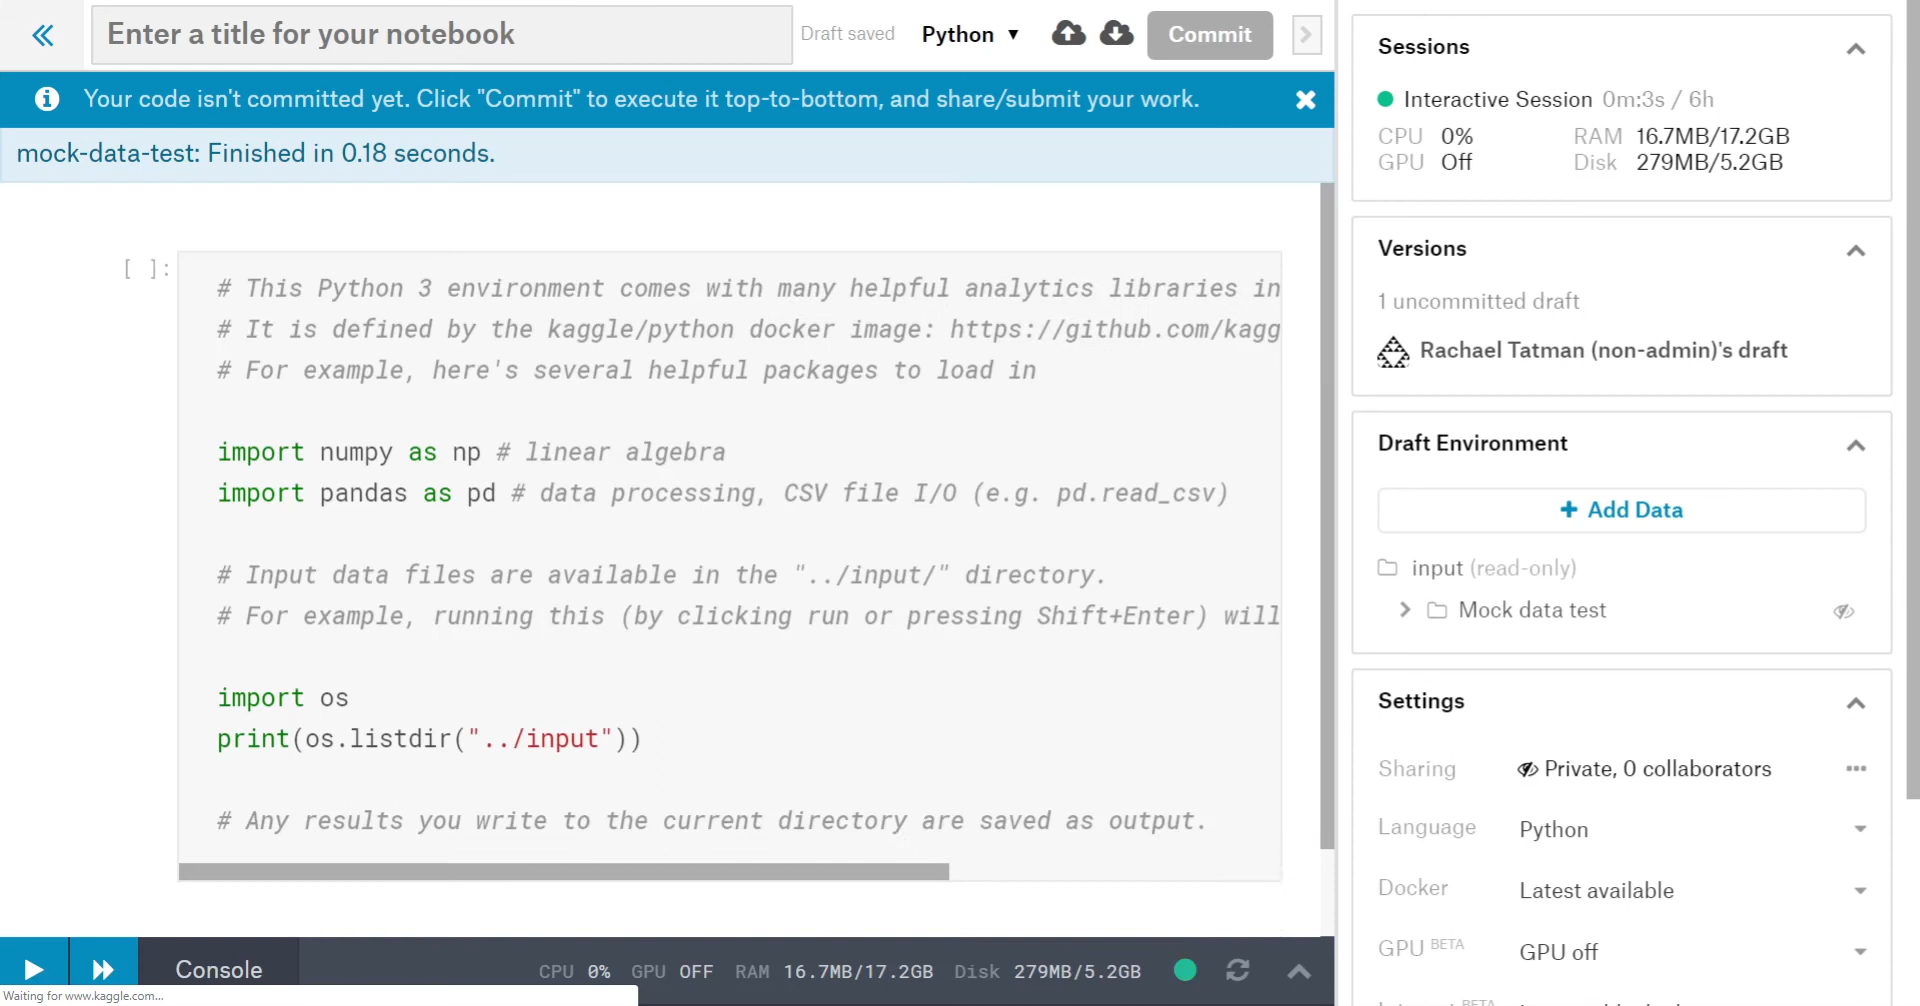 Enter a title for your notebook
Draft saved
Python
Commit
Your code isn't committed yet. Click "Commit" to execute it top-to-bottom, and share/submit your work.
mock-data-test: Finished in 0.18 seconds.
[ ]:
# This Python 3 environment comes with many helpful analytics libraries in
# It is defined by the kaggle/python docker image: https://github.com/kagg
# For example, here's several helpful packages to load in
import numpy as np # linear algebra
import pandas as pd # data processing, CSV file I/O (e.g. pd.read_csv)
# Input data files are available in the "../input/" directory.
# For example, running this (by clicking run or pressing Shift+Enter) will
import os
print(os.listdir("../input"))
# Any results you write to the current directory are saved as output.
Console
CPU 0% GPU OFF RAM 16.7MB/17.2GB Disk 279MB/5.2GB
Waiting for www.kaggle.com...
Sessions
Interactive Session 0m:3s / 6h
CPU 0% RAM 16.7MB/17.2GB
GPU Off Disk 279MB/5.2GB
Versions
1 uncommitted draft
Rachael Tatman (non-admin)'s draft
Draft Environment
+ Add Data
input (read-only)
Mock data test
Settings
Sharing Private, 0 collaborators
Language Python
Docker Latest available
GPU BETA GPU off
BETA